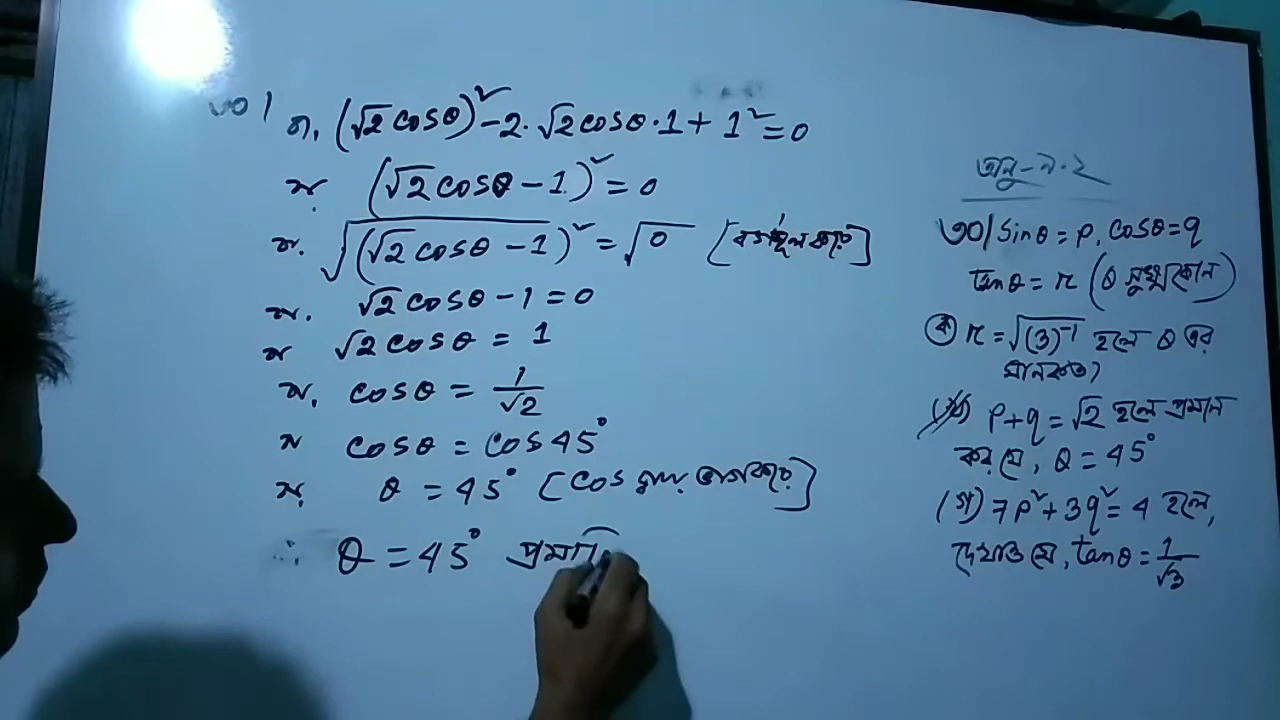 ৩০।
বা, (√2 cosθ)² - 2·√2 cosθ·1 + 1² = 0
বা, (√2 cosθ - 1)² = 0
বা, √(√2 cosθ - 1)² = √0 [বর্গমূল করে]
বা, √2 cosθ - 1 = 0
বা √2 cosθ = 1
বা, cosθ = 1/√2
বা cosθ = cos45°
বা, θ = 45° [cos দ্বারা ভাগ করে]
∴ θ = 45°
অনু - ৯.২
৩০। sinθ = p, cosθ = q
tanθ = r (θ সূক্ষ্মকোণ)
(ক) r = √(3)⁻¹ হলে θ এর
মান কত?
(খ) p + q = √2 হলে প্রমাণ
কর যে, θ = 45°
(গ) 7p² + 3q² = 4 হলে,
দেখাও যে, tanθ = 1/√3